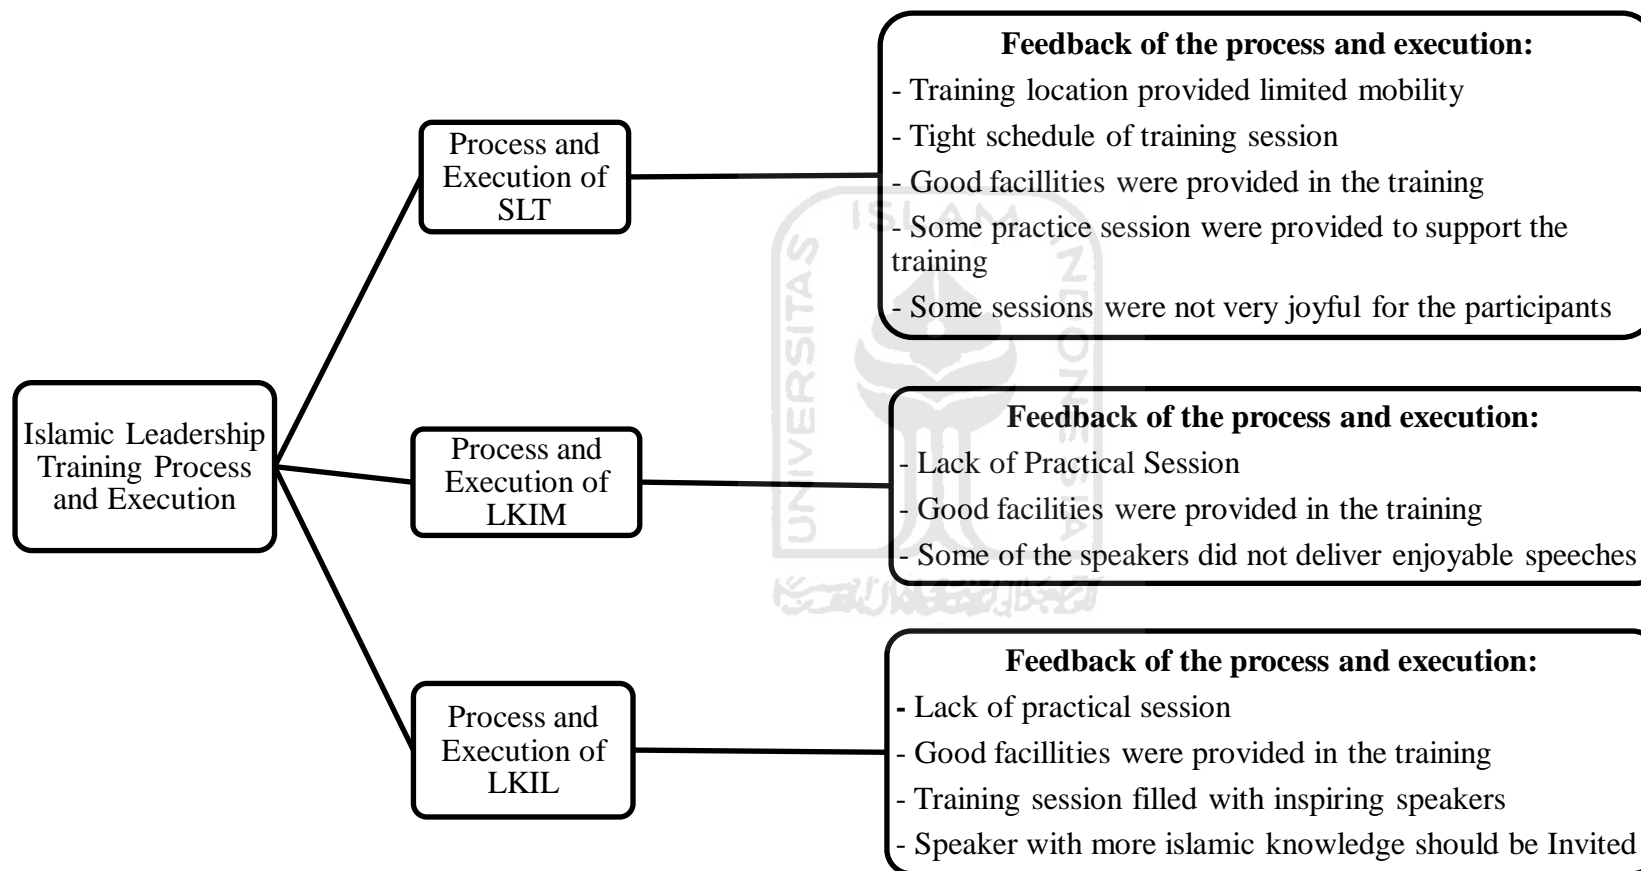 Islamic Leadership
Training Process
and Execution
Process and
Execution of
SLT
Feedback of the process and execution:
- Training location provided limited mobility
- Tight schedule of training session
- Good facillities were provided in the training
- Some practice session were provided to support the
training
- Some sessions were not very joyful for the participants
Process and
Execution of
LKIM
Feedback of the process and execution:
- Lack of Practical Session
- Good facilities were provided in the training
- Some of the speakers did not deliver enjoyable speeches
Process and
Execution of
LKIL
Feedback of the process and execution:
- Lack of practical session
- Good facillities were provided in the training
- Training session filled with inspiring speakers
- Speaker with more islamic knowledge should be Invited
UNIVERSITAS
ISLAM
INDONESIA